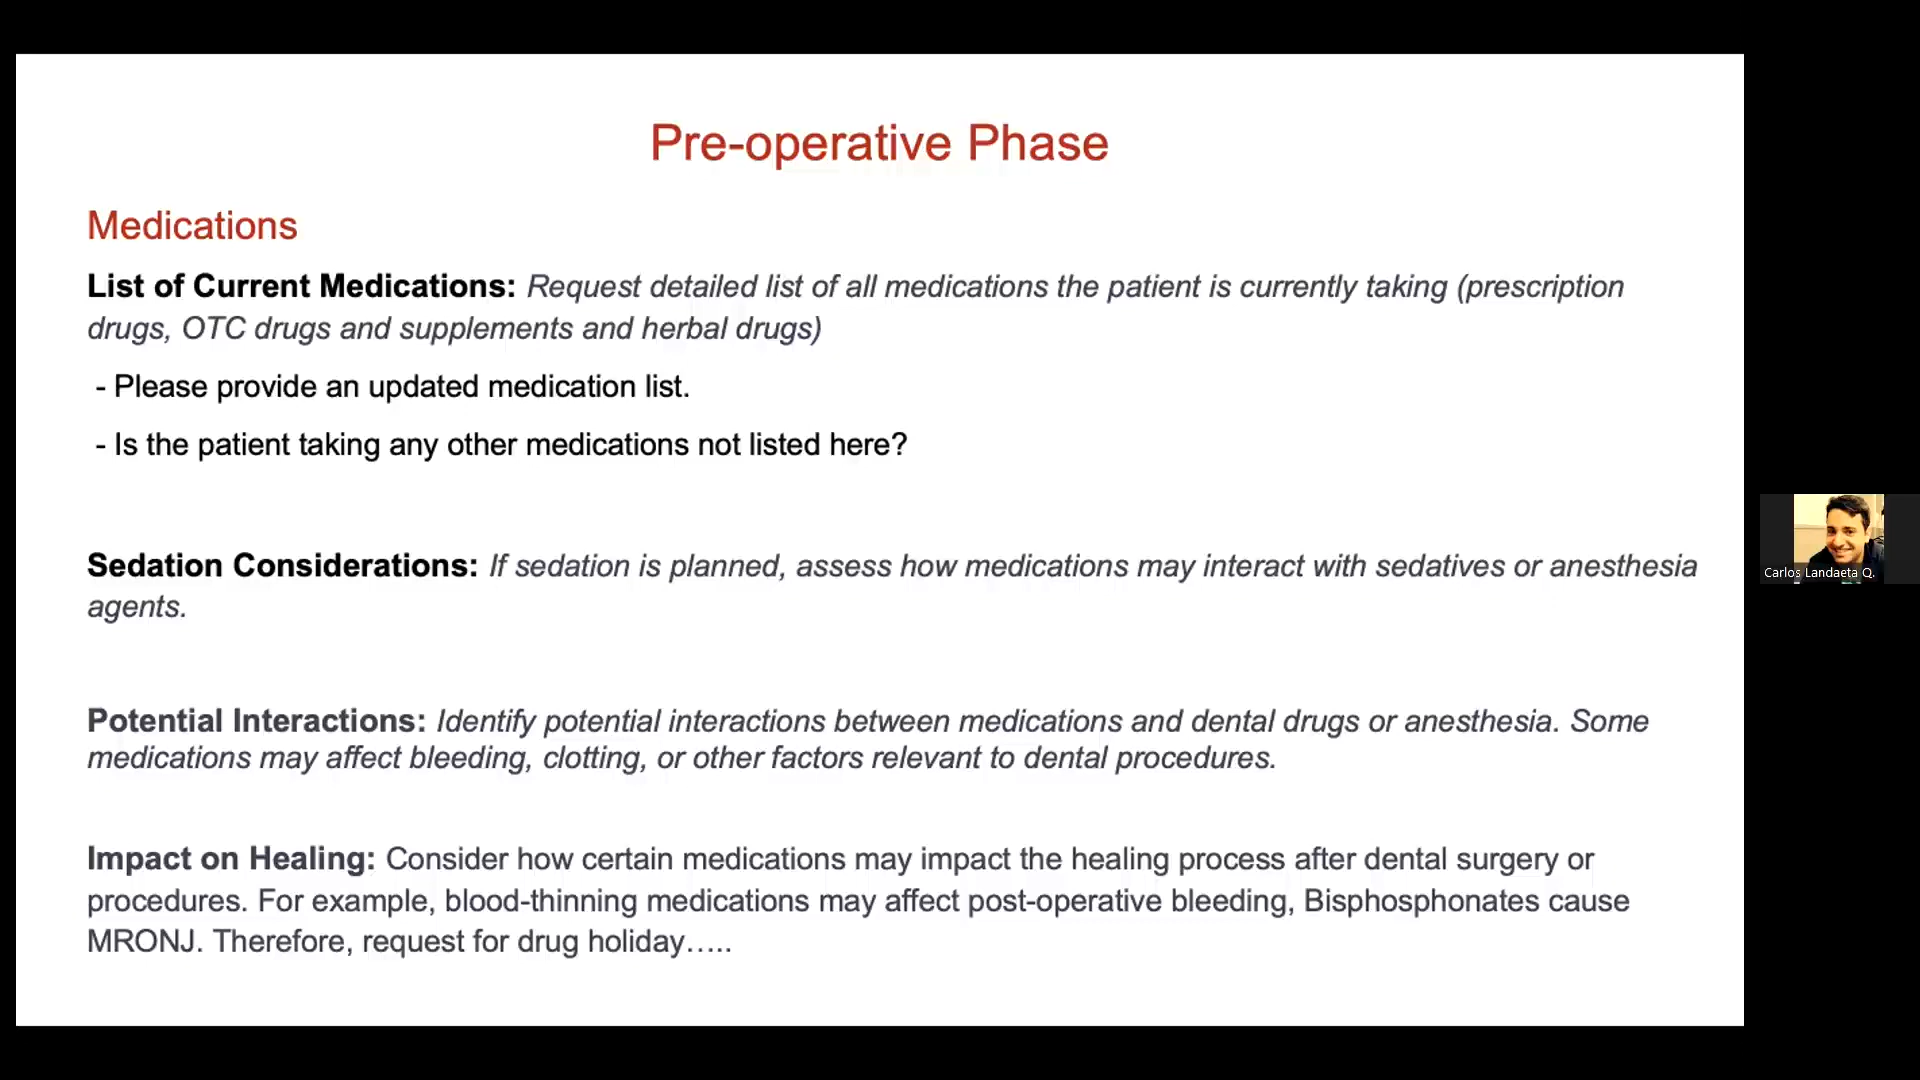 Pre-operative Phase
Medications
List of Current Medications: Request detailed list of all medications the patient is currently taking (prescription
drugs, OTC drugs and supplements and herbal drugs)
- Please provide an updated medication list.
- Is the patient taking any other medications not listed here?
Sedation Considerations: If sedation is planned, assess how medications may interact with sedatives or anesthesia
agents.
Potential Interactions: Identify potential interactions between medications and dental drugs or anesthesia. Some
medications may affect bleeding, clotting, or other factors relevant to dental procedures.
Impact on Healing: Consider how certain medications may impact the healing process after dental surgery or
procedures. For example, blood-thinning medications may affect post-operative bleeding, Bisphosphonates cause
MRONJ. Therefore, request for drug holiday…..
Carlos Landaeta Q.